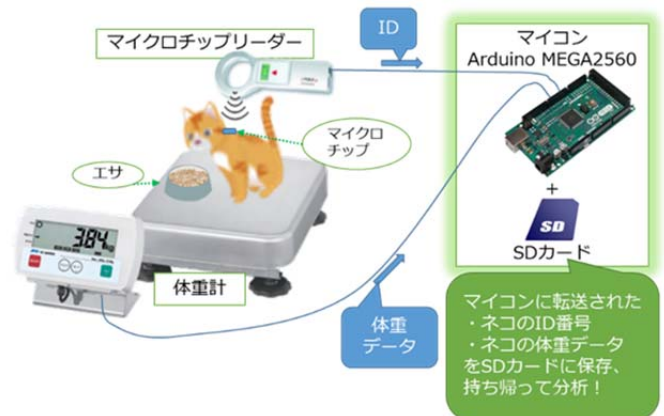 マイクロチップリーダー
ID
マイコン
Arduino MEGA2560
マイクロ
チップ
エサ
3.84
+
SD
SDカード
体重計
体重
データ
マイコンに転送された
・ネコのID番号
・ネコの体重データ
をSDカードに保存、
持ち帰って分析！